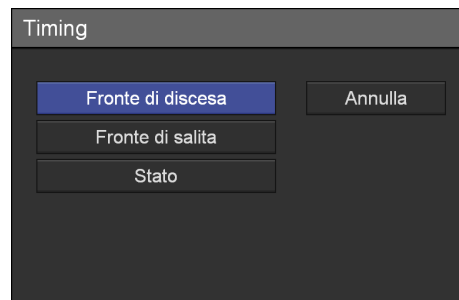 Timing
Fronte di discesa
Annulla
Fronte di salita
Stato